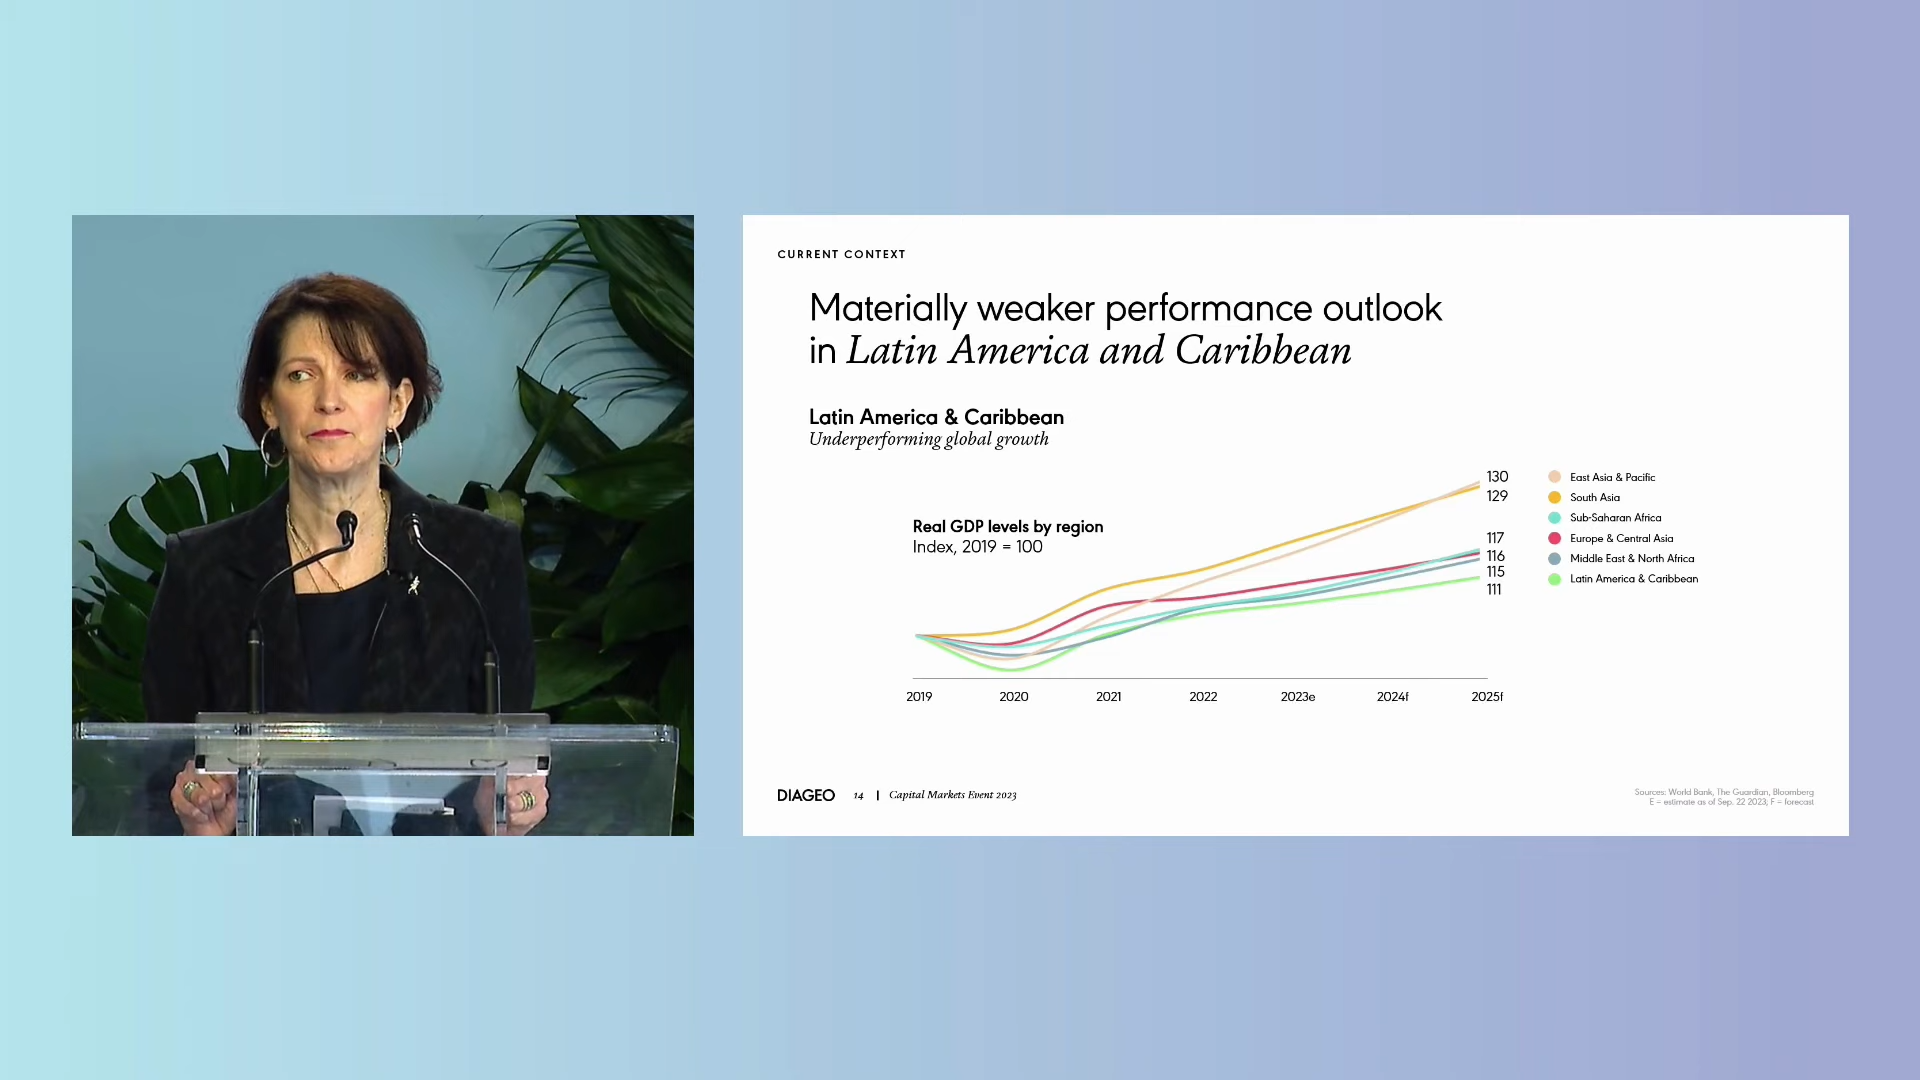 CURRENT CONTEXT
Materially weaker performance outlook
in Latin America and Caribbean
Latin America & Caribbean
Underperforming global growth
Real GDP levels by region
Index, 2019 = 100
130
129
117
116
115
111
East Asia & Pacific
South Asia
Sub-Saharan Africa
Europe & Central Asia
Middle East & North Africa
Latin America & Caribbean
2019 2020 2021 2022 2023e 2024f 2025f
DIAGEO 14 | Capital Markets Event 2023
Sources: World Bank, The Guardian, Bloomberg
E = estimate as of Sep. 22 2023; F = forecast